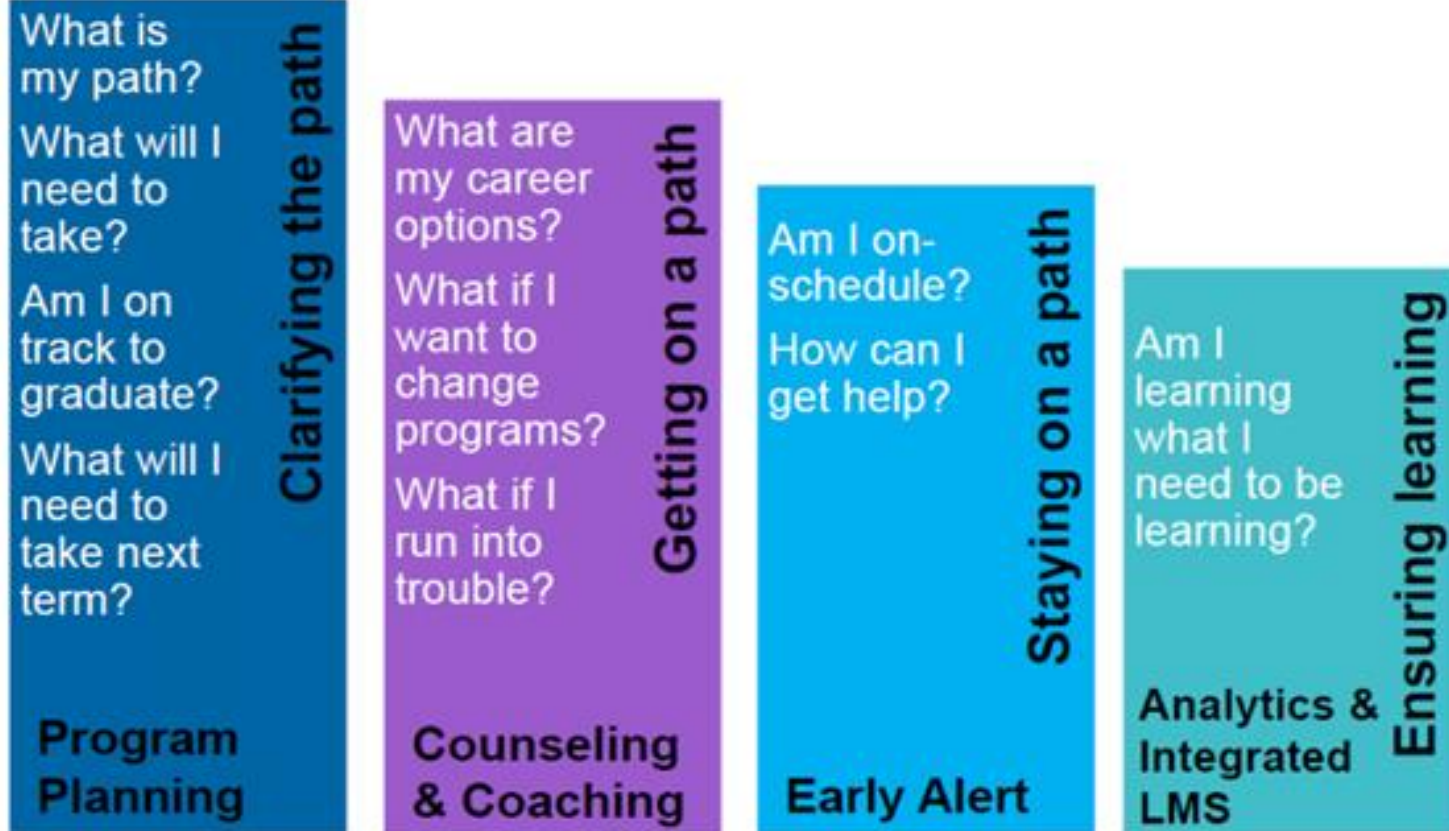 What is
my path?
What will I
need to
take?
Am I on
track to
graduate?
What will I
need to
take next
term?
Clarifying the path
Program
Planning
What are
my career
options?
What if I
want to
change
programs?
What if I
run into
trouble?
Getting on a path
Counseling
& Coaching
Am I on-
schedule?
How can I
get help?
Staying on a path
Early Alert
Am I
learning
what I
need to be
learning?
Ensuring learning
Analytics &
Integrated
LMS